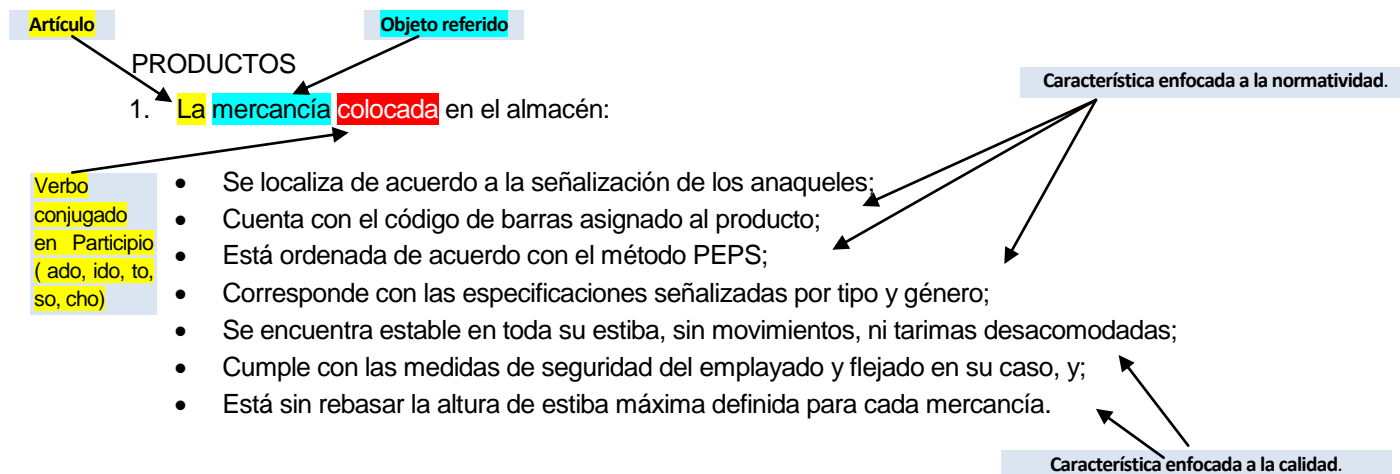 Artículo
Objeto referido
PRODUCTOS
Característica enfocada a la normatividad.
1. La mercancía colocada en el almacén:
Verbo
conjugado
en Participio
( ado, ido, to,
so, cho)
• Se localiza de acuerdo a la señalización de los anaqueles;
• Cuenta con el código de barras asignado al producto;
• Está ordenada de acuerdo con el método PEPS;
• Corresponde con las especificaciones señalizadas por tipo y género;
• Se encuentra estable en toda su estiba, sin movimientos, ni tarimas desacomodadas;
• Cumple con las medidas de seguridad del emplayado y flejado en su caso, y;
• Está sin rebasar la altura de estiba máxima definida para cada mercancía.
Característica enfocada a la calidad.